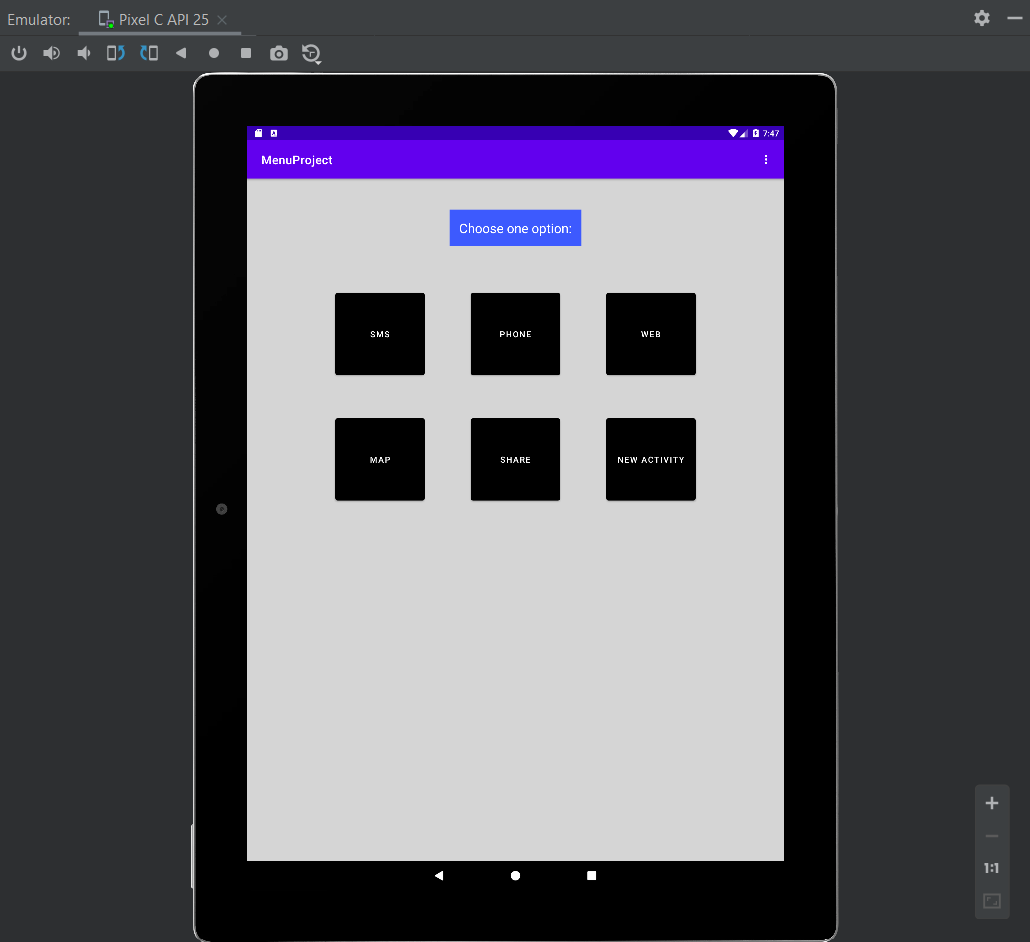 Emulator: Pixel C API 25
7:47
MenuProject
Choose one option:
SMS PHONE WEB
MAP SHARE NEW ACTIVITY
1:1